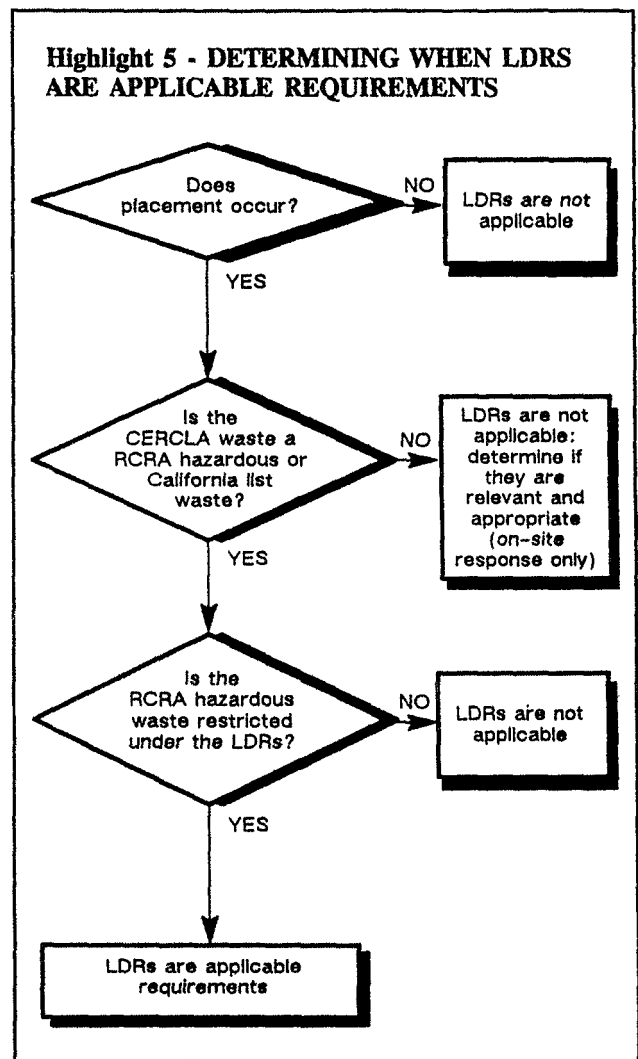 Highlight 5 - DETERMINING WHEN LDRS
ARE APPLICABLE REQUIREMENTS
Does
placement occur?
NO
LDRs are not
applicable
YES
Is the
CERCLA waste a
RCRA hazardous or
California list
waste?
NO
LDRs are not
applicable:
determine if
they are
relevant and
appropriate
(on-site
response only)
YES
Is the
RCRA hazardous
waste restricted
under the LDRs?
NO
LDRs are not
applicable
YES
LDRs are applicable
requirements